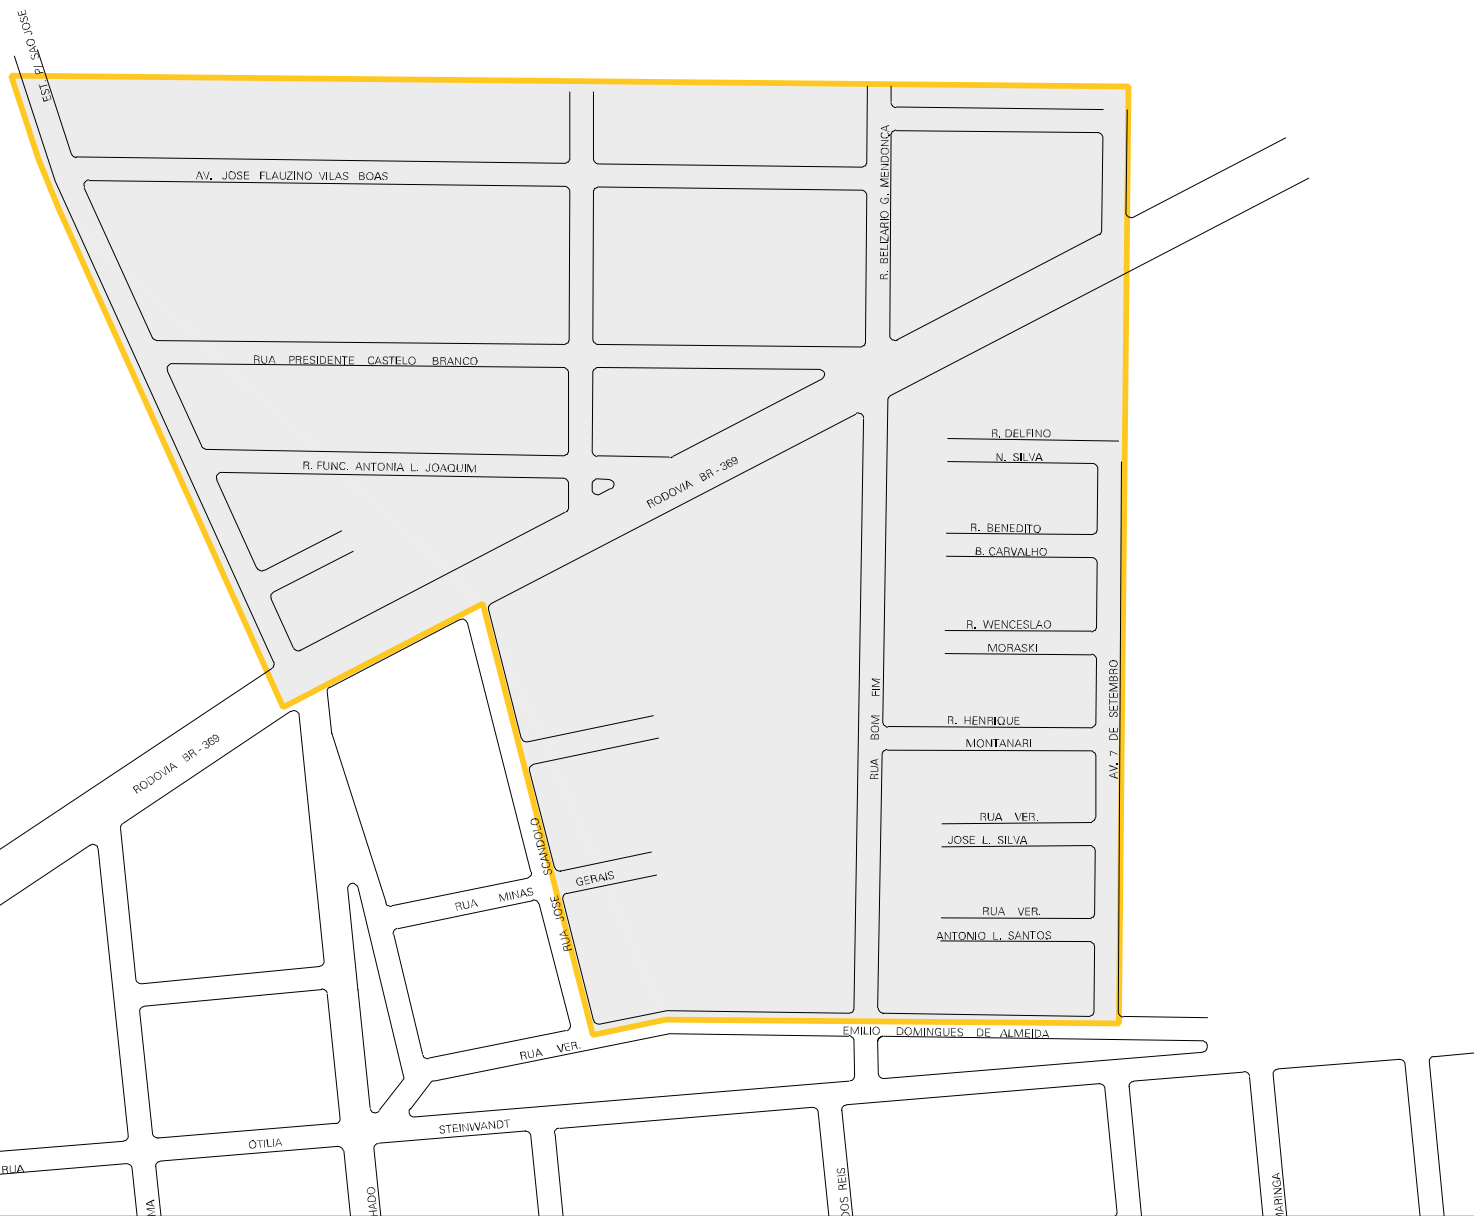 EST. P/ SAO JOSE
AV. JOSE FLAUZINO VILAS BOAS
R. BELIZARIO G. MENDONÇA
RUA PRESIDENTE CASTELO BRANCO
R. FUNC. ANTONIA L. JOAQUIM
RODOVIA BR - 369
R. DELFINO
N. SILVA
R. BENEDITO
B. CARVALHO
R. WENCESLAO
MORASKI
RUA BOM FIM
AV. 7 DE SETEMBRO
R. HENRIQUE
MONTANARI
RODOVIA BR - 369
RUA VER.
JOSE L. SILVA
RUA JOSE SCANDOLO
RUA MINAS GERAIS
RUA VER.
ANTONIO L. SANTOS
RUA VER. EMILIO DOMINGUES DE ALMEIDA
RUA OTILIA STEINWANDT
MA
HADO
DOS REIS
MARINGA